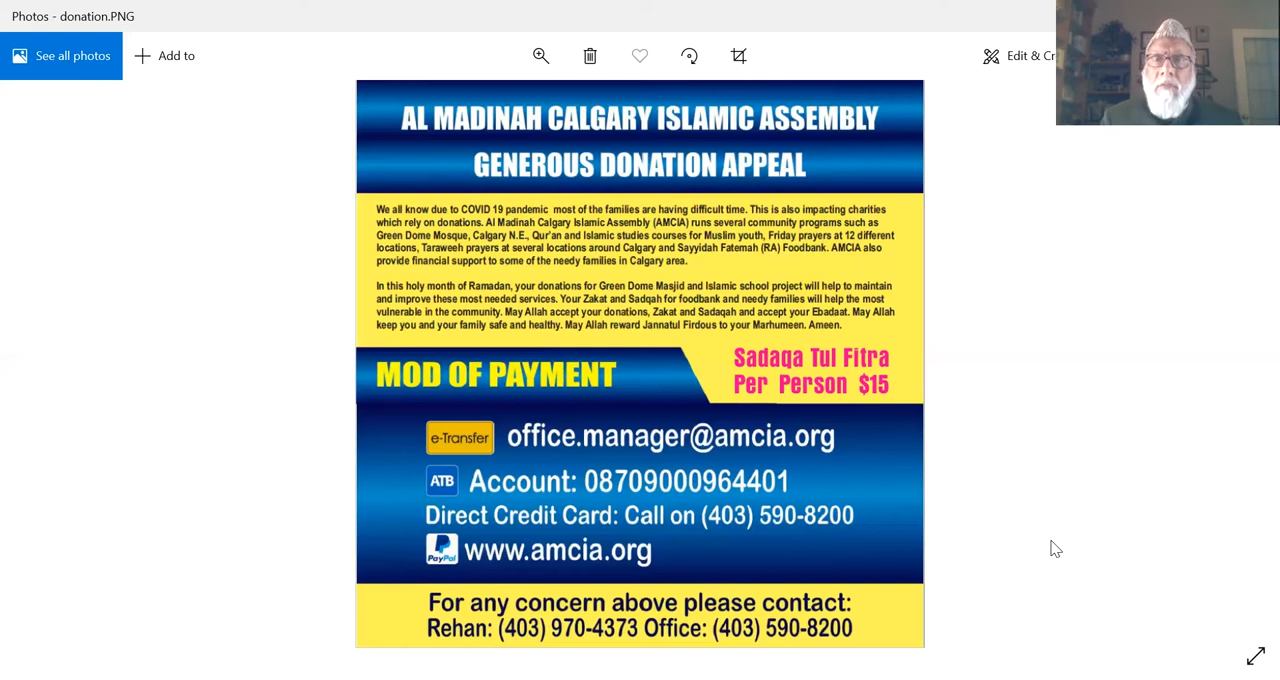 Photos - donation.PNG
See all photos
Add to
Edit & Cr
AL MADINAH CALGARY ISLAMIC ASSEMBLY
GENEROUS DONATION APPEAL
We all know due to COVID 19 pandemic most of the families are having difficult time. This is also impacting charities
which rely on donations. Al Madinah Calgary Islamic Assembly (AMCIA) runs several community programs such as
Green Dome Mosque, Calgary N.E., Qur'an and Islamic studies courses for Muslim youth, Friday prayers at 12 different
locations, Taraweeh prayers at several locations around Calgary and Sayyidah Fatemah (RA) Foodbank. AMCIA also
provide financial support to some of the needy families in Calgary area.
In this holy month of Ramadan, your donations for Green Dome Masjid and Islamic school project will help to maintain
and improve these most needed services. Your Zakat and Sadqah for foodbank and needy families will help the most
vulnerable in the community. May Allah accept your donations, Zakat and Sadaqah and accept your Ebadaat. May Allah
keep you and your family safe and healthy. May Allah reward Jannatul Firdous to your Marhumeen. Ameen.
MOD OF PAYMENT
Sadaqa Tul Fitra
Per Person $15
e-Transfer office.manager@amcia.org
ATB Account: 08709000964401
Direct Credit Card: Call on (403) 590-8200
PayPal www.amcia.org
For any concern above please contact:
Rehan: (403) 970-4373 Office: (403) 590-8200